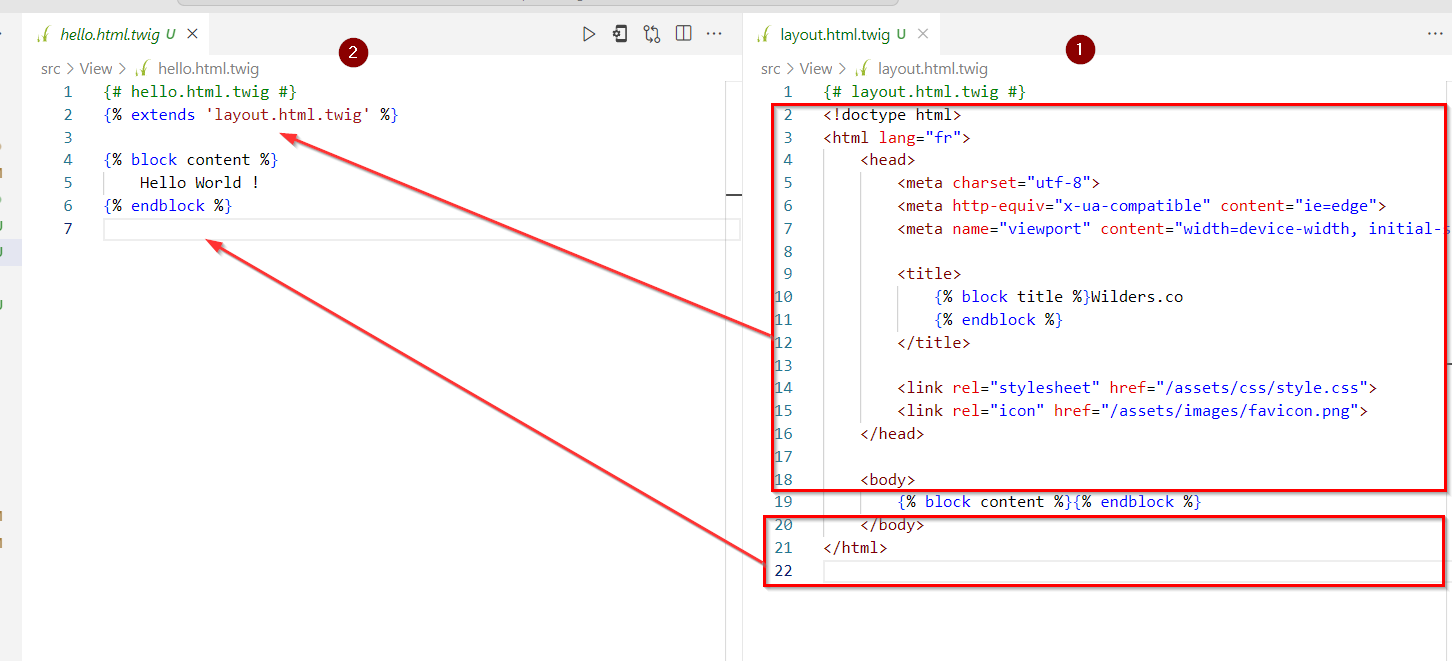 hello.html.twig U
2
src > View > hello.html.twig
1 {# hello.html.twig #}
2 {% extends 'layout.html.twig' %}
3
4 {% block content %}
5     Hello World !
6 {% endblock %}
7
layout.html.twig U
1
src > View > layout.html.twig
1 {# layout.html.twig #}
2 <!doctype html>
3 <html lang="fr">
4     <head>
5         <meta charset="utf-8">
6         <meta http-equiv="x-ua-compatible" content="ie=edge">
7         <meta name="viewport" content="width=device-width, initial-s
8
9         <title>
10             {% block title %}Wilders.co
11             {% endblock %}
12         </title>
13
14         <link rel="stylesheet" href="/assets/css/style.css">
15         <link rel="icon" href="/assets/images/favicon.png">
16     </head>
17
18     <body>
19         {% block content %}{% endblock %}
20     </body>
21 </html>
22